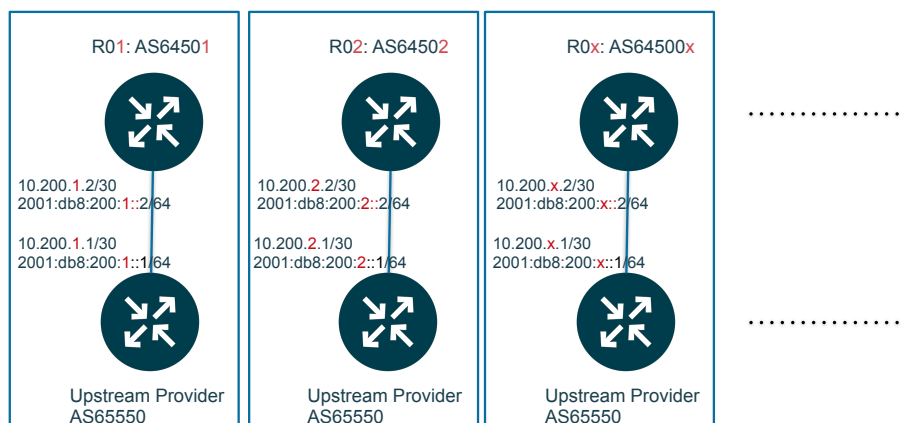 R01: AS64501
10.200.1.2/30
2001:db8:200:1::2/64
10.200.1.1/30
2001:db8:200:1::1/64
Upstream Provider
AS65550
R02: AS64502
10.200.2.2/30
2001:db8:200:2::2/64
10.200.2.1/30
2001:db8:200:2::1/64
Upstream Provider
AS65550
R0x: AS64500x
10.200.x.2/30
2001:db8:200:x::2/64
10.200.x.1/30
2001:db8:200:x::1/64
Upstream Provider
AS65550
...............
...............